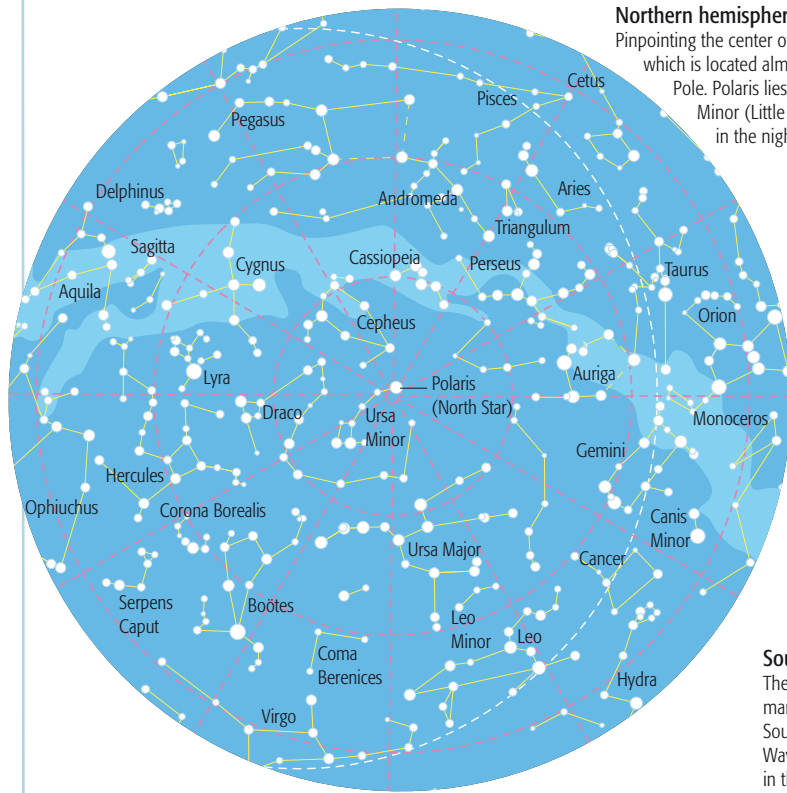 Northern hemispher
Pinpointing the center o
which is located alm
Pole. Polaris lies
Minor (Little
in the nigh
Cetus
Pisces
Pegasus
Delphinus
Andromeda
Aries
Triangulum
Sagitta
Cygnus
Cassiopeia
Perseus
Taurus
Aquila
Orion
Cepheus
Lyra
Auriga
Polaris
(North Star)
Draco
Ursa
Minor
Monoceros
Gemini
Hercules
Ophiuchus
Corona Borealis
Canis
Minor
Ursa Major
Cancer
Serpens
Caput
Boötes
Leo
Minor
Leo
Coma
Berenices
Hydra
Virgo
Sou
The
mar
Sou
Way
in th